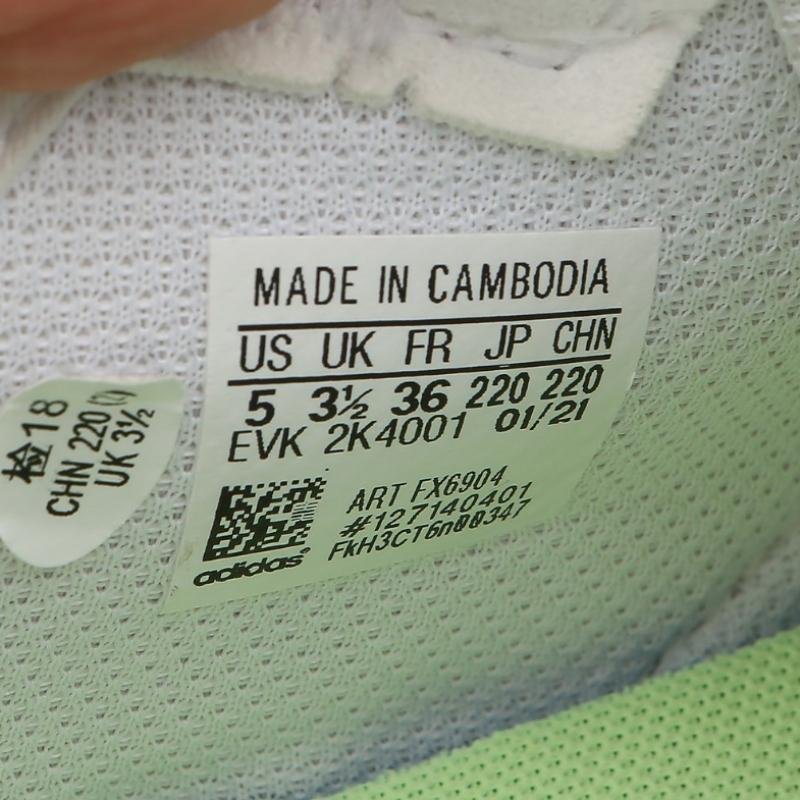 MADE IN CAMBODIA
US UK FR JP CHN
5 3½ 36 220 220
EVK 2K4001 01/21
ART FX6904
#127140401
FkH3CT6n00347
adidas
检18
CHN 220(0)
UK 3½